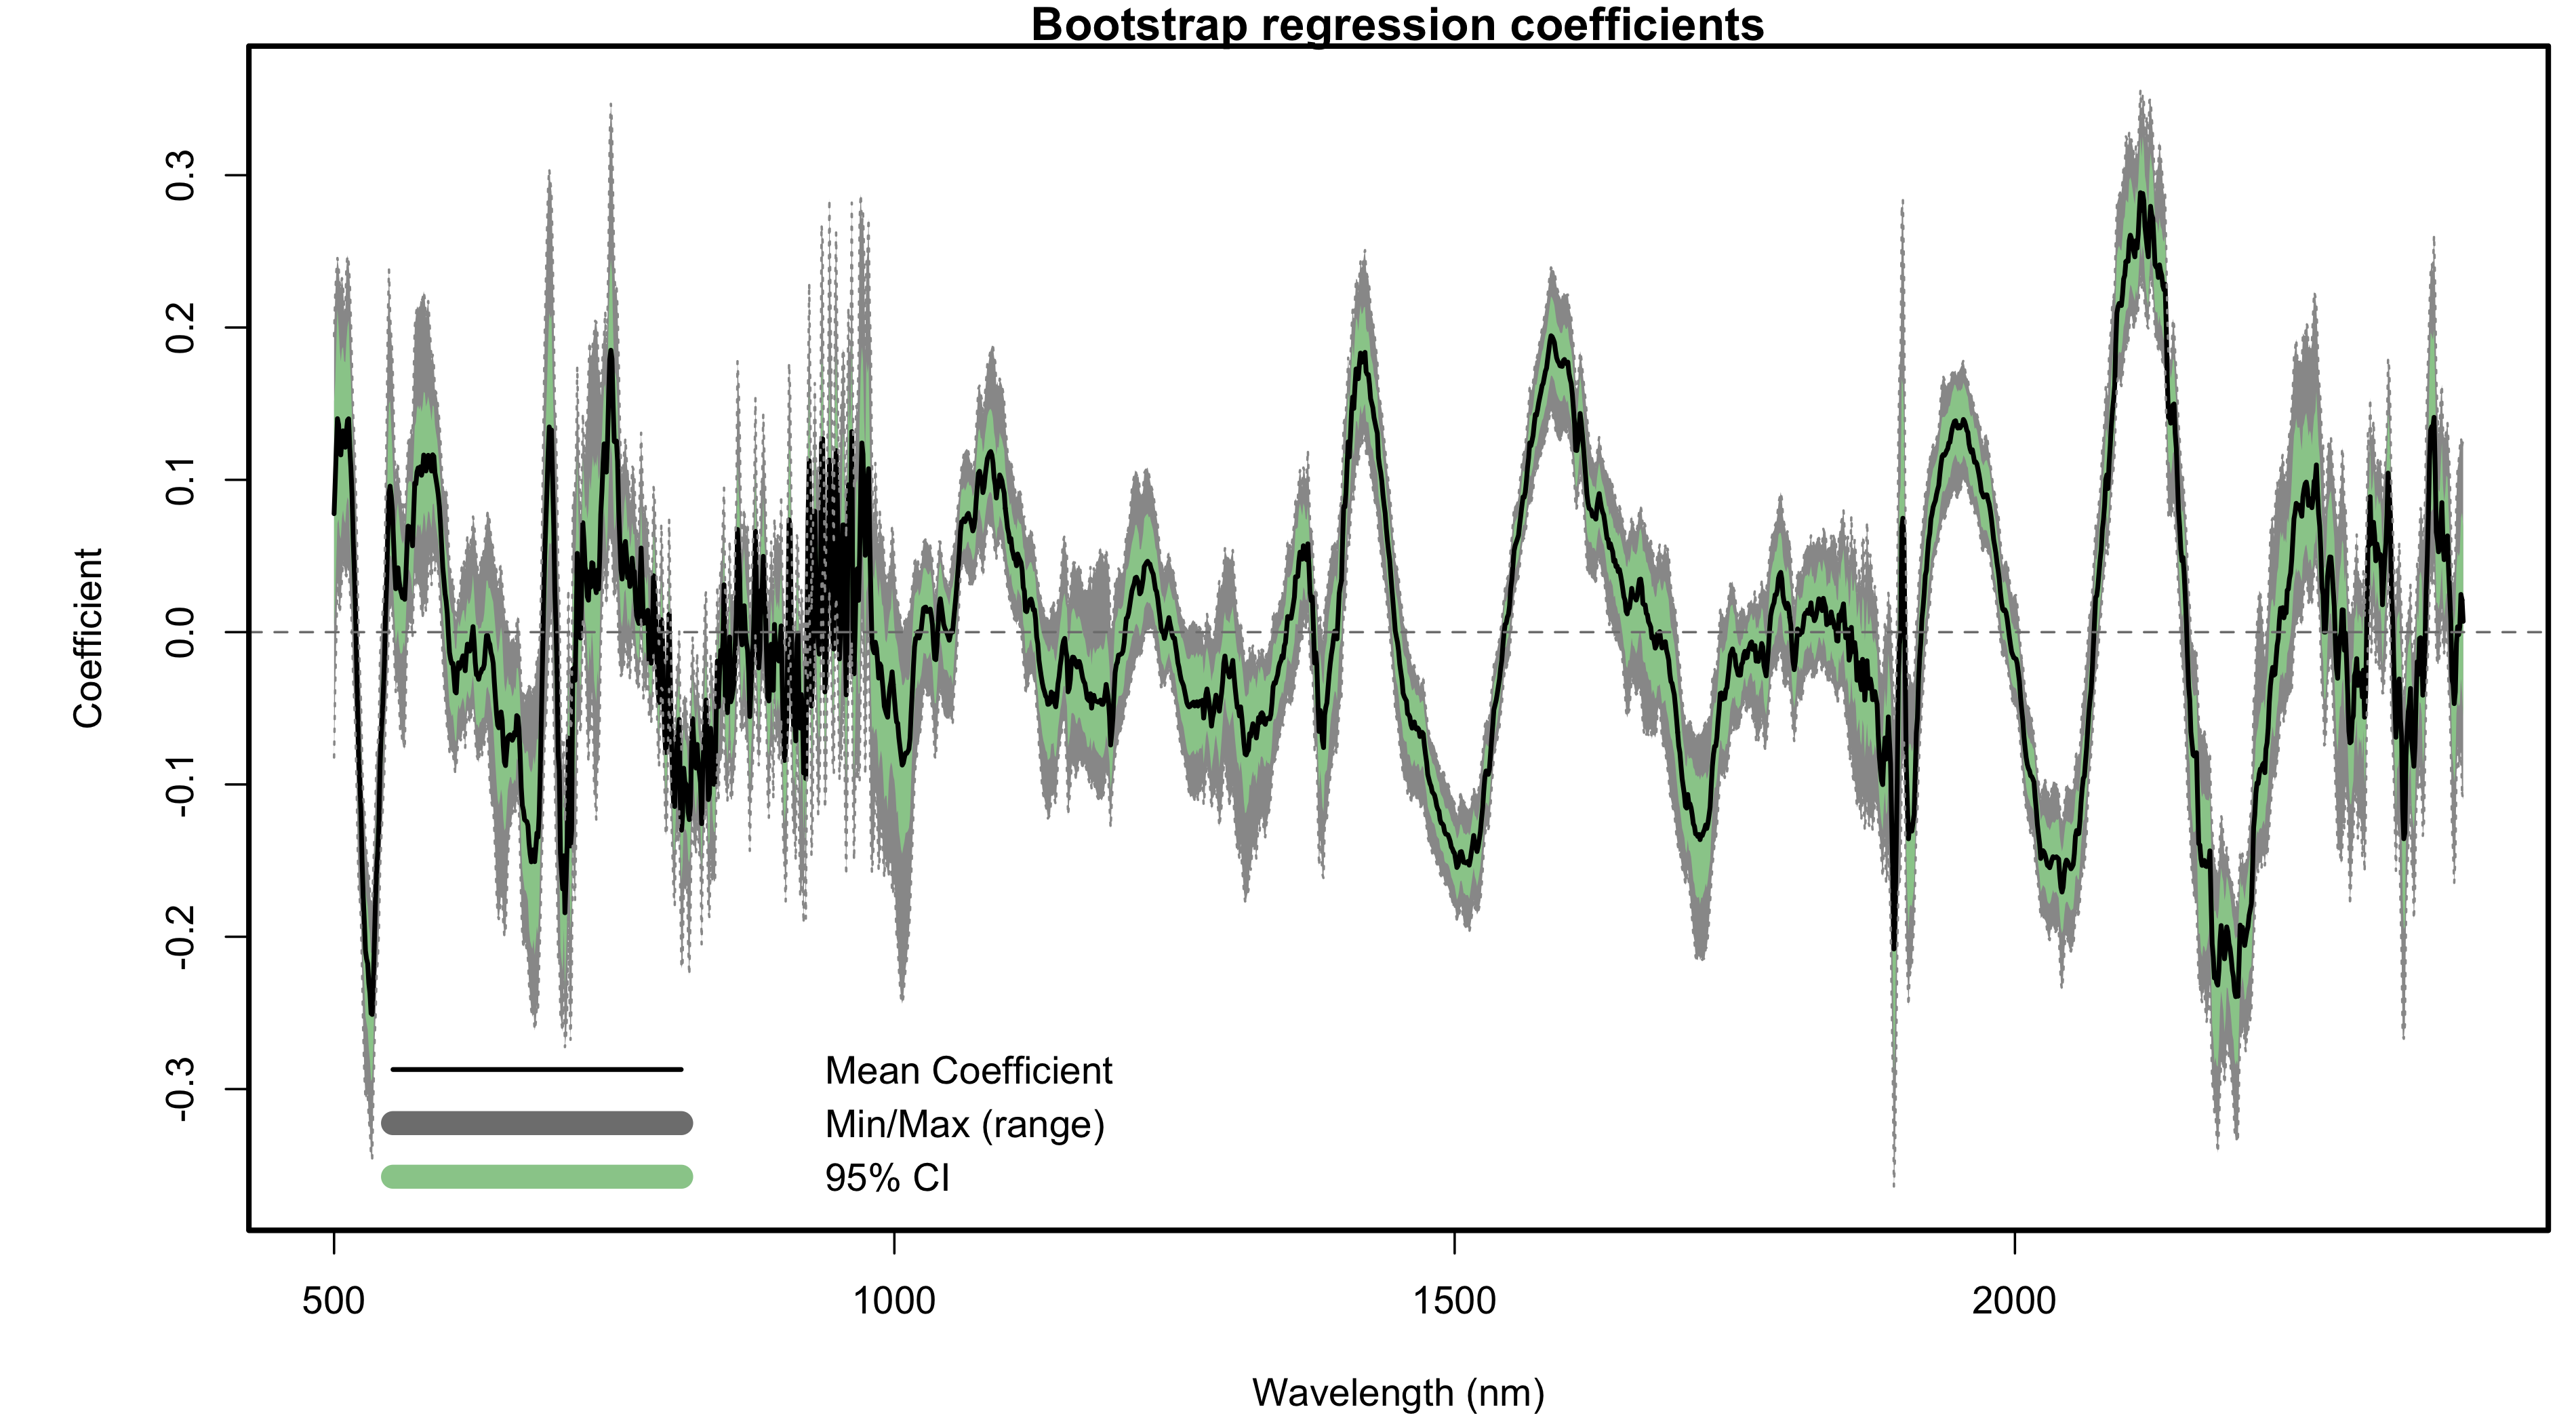 Bootstrap regression coefficients
Coefficient
0.3
0.2
0.1
0.0
-0.1
-0.2
-0.3
Mean Coefficient
Min/Max (range)
95% CI
500 1000 1500 2000
Wavelength (nm)